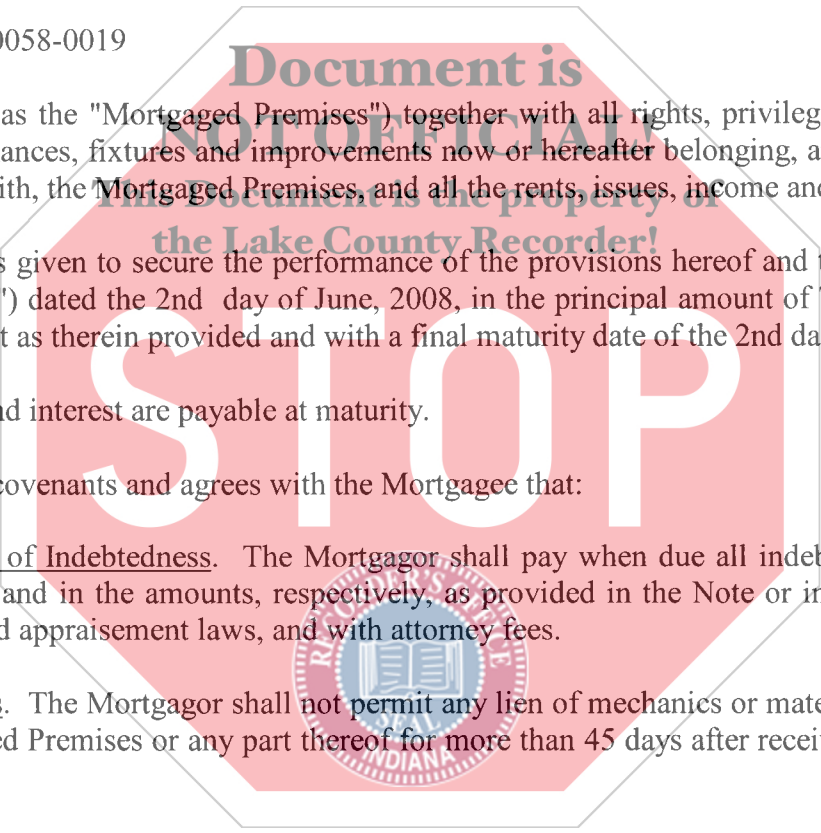 0058-0019
Document is
as the "Mortgaged Premises") together with all rights, privileg
NOT OFFICIAL!
ances, fixtures and improvements now or hereafter belonging, a
ith, the Mortgaged Premises, and all the rents, issues, income and
This Document is the property of
the Lake County Recorder!
s given to secure the performance of the provisions hereof and t
") dated the 2nd day of June, 2008, in the principal amount of
t as therein provided and with a final maturity date of the 2nd da
STOP
nd interest are payable at maturity.
covenants and agrees with the Mortgagee that:
of Indebtedness. The Mortgagor shall pay when due all indeb
and in the amounts, respectively, as provided in the Note or in
d appraisement laws, and with attorney fees.
RECORDER'S OFFICE
SEAL
INDIANA
s. The Mortgagor shall not permit any lien of mechanics or mate
ed Premises or any part thereof for more than 45 days after recei